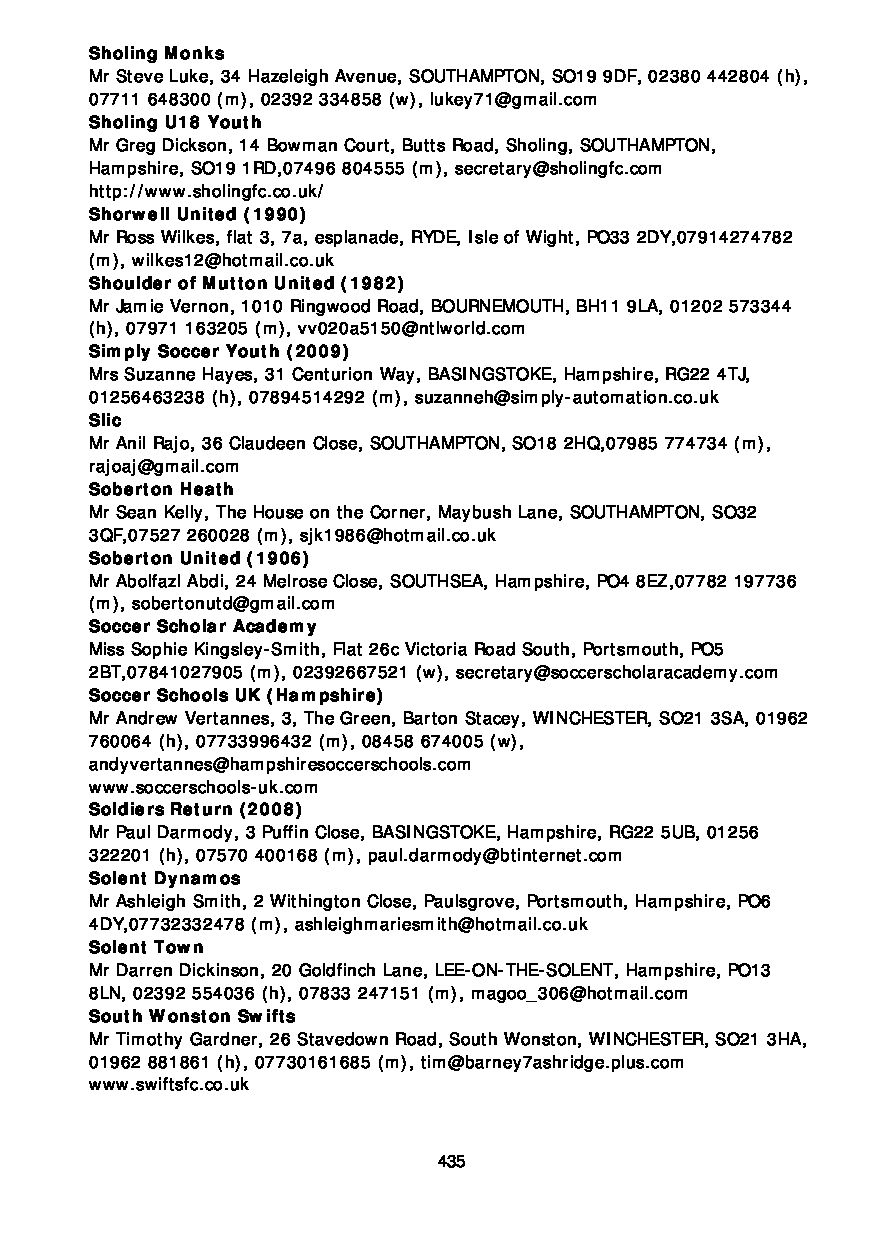 Sholing Monks
Mr Steve Luke, 34 Hazeleigh Avenue, SOUTHAMPTON, SO19 9DF, 02380 442804 (h),
07711 648300 (m), 02392 334858 (w), lukey71@gmail.com
Sholing U18 Youth
Mr Greg Dickson, 14 Bowman Court, Butts Road, Sholing, SOUTHAMPTON,
Hampshire, SO19 1RD,07496 804555 (m), secretary@sholingfc.com
http://www.sholingfc.co.uk/
Shorwell United (1990)
Mr Ross Wilkes, flat 3, 7a, esplanade, RYDE, Isle of Wight, PO33 2DY,07914274782
(m), wilkes12@hotmail.co.uk
Shoulder of Mutton United (1982)
Mr Jamie Vernon, 1010 Ringwood Road, BOURNEMOUTH, BH11 9LA, 01202 573344
(h), 07971 163205 (m), vv020a5150@ntlworld.com
Simply Soccer Youth (2009)
Mrs Suzanne Hayes, 31 Centurion Way, BASINGSTOKE, Hampshire, RG22 4TJ,
01256463238 (h), 07894514292 (m), suzanneh@simply-automation.co.uk
Slic
Mr Anil Rajo, 36 Claudeen Close, SOUTHAMPTON, SO18 2HQ,07985 774734 (m),
rajoaj@gmail.com
Soberton Heath
Mr Sean Kelly, The House on the Corner, Maybush Lane, SOUTHAMPTON, SO32
3QF,07527 260028 (m), sjk1986@hotmail.co.uk
Soberton United (1906)
Mr Abolfazl Abdi, 24 Melrose Close, SOUTHSEA, Hampshire, PO4 8EZ,07782 197736
(m), sobertonutd@gmail.com
Soccer Scholar Academy
Miss Sophie Kingsley-Smith, Flat 26c Victoria Road South, Portsmouth, PO5
2BT,07841027905 (m), 02392667521 (w), secretary@soccerscholaracademy.com
Soccer Schools UK (Hampshire)
Mr Andrew Vertannes, 3, The Green, Barton Stacey, WINCHESTER, SO21 3SA, 01962
760064 (h), 07733996432 (m), 08458 674005 (w),
andyvertannes@hampshiresoccerschools.com
www.soccerschools-uk.com
Soldiers Return (2008)
Mr Paul Darmody, 3 Puffin Close, BASINGSTOKE, Hampshire, RG22 5UB, 01256
322201 (h), 07570 400168 (m), paul.darmody@btinternet.com
Solent Dynamos
Mr Ashleigh Smith, 2 Withington Close, Paulsgrove, Portsmouth, Hampshire, PO6
4DY,07732332478 (m), ashleighmariesmith@hotmail.co.uk
Solent Town
Mr Darren Dickinson, 20 Goldfinch Lane, LEE-ON-THE-SOLENT, Hampshire, PO13
8LN, 02392 554036 (h), 07833 247151 (m), magoo_306@hotmail.com
South Wonston Swifts
Mr Timothy Gardner, 26 Stavedown Road, South Wonston, WINCHESTER, SO21 3HA,
01962 881861 (h), 07730161685 (m), tim@barney7ashridge.plus.com
www.swiftsfc.co.uk
435